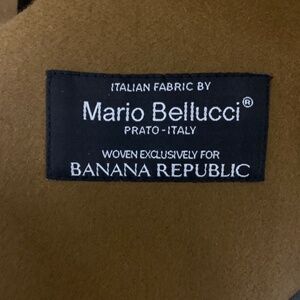 ITALIAN FABRIC BY
Mario Bellucci®
PRATO - ITALY
WOVEN EXCLUSIVELY FOR
BANANA REPUBLIC